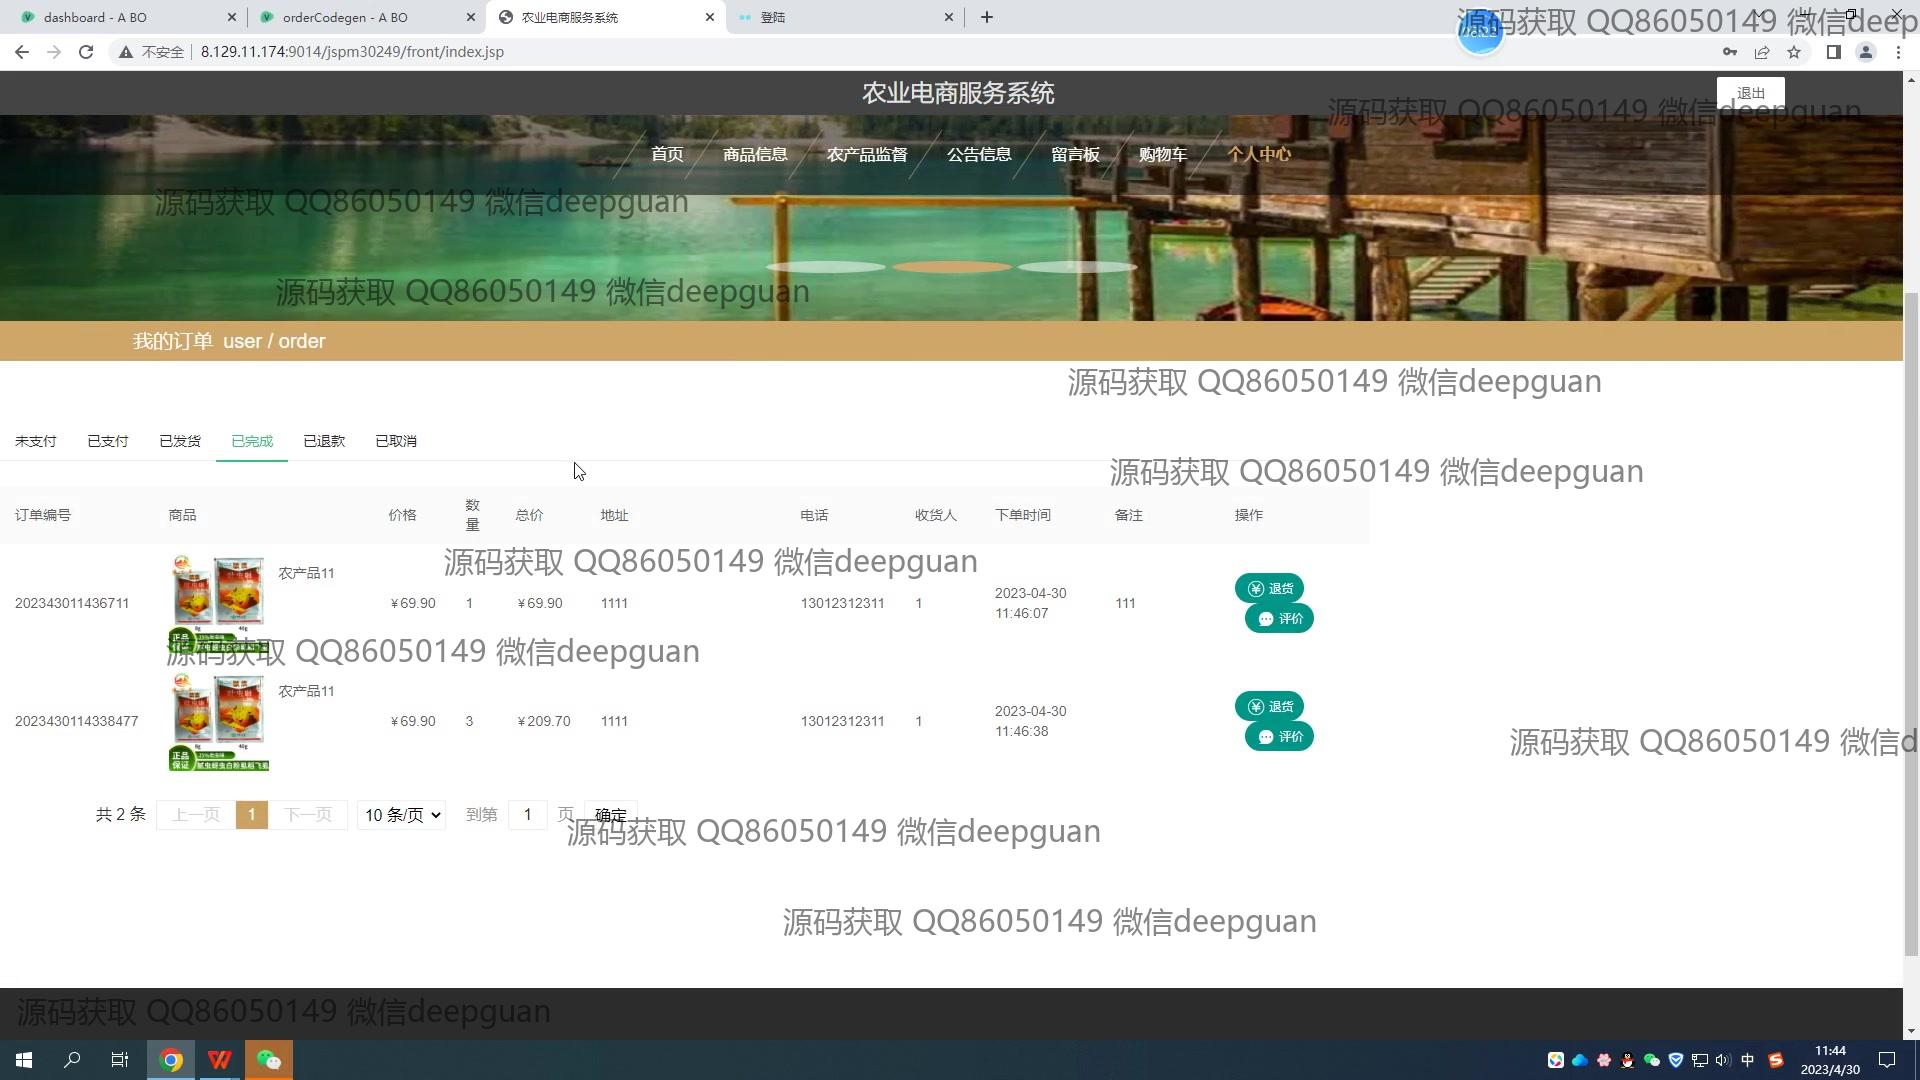 dashboard - A BO
orderCodegen - A BO
农业电商服务系统
登陆
不安全
8.129.11.174:9014/jspm30249/front/index.jsp
源码获取 QQ86050149 微信deep
农业电商服务系统
退出
源码获取 QQ86050149 微信deepguan
首页
商品信息
农产品监督
公告信息
留言板
购物车
个人中心
源码获取 QQ86050149 微信deepguan
源码获取 QQ86050149 微信deepguan
我的订单 user / order
源码获取 QQ86050149 微信deepguan
未支付
已支付
已发货
已完成
已退款
已取消
源码获取 QQ86050149 微信deepguan
订单编号
商品
价格
数量
总价
地址
电话
收货人
下单时间
备注
操作
源码获取 QQ86050149 微信deepguan
202343011436711
农产品11
￥69.90
1
￥69.90
1111
13012312311
1
2023-04-30
11:46:07
111
退货
评价
源码获取 QQ86050149 微信deepguan
2023430114338477
正品
保证
农产品11
￥69.90
3
￥209.70
1111
13012312311
1
2023-04-30
11:46:38
退货
评价
源码获取 QQ86050149 微信d
共 2 条
上一页
1
下一页
10 条/页
到第
1
页
确定
源码获取 QQ86050149 微信deepguan
源码获取 QQ86050149 微信deepguan
源码获取 QQ86050149 微信deepguan
中
11:44
2023/4/30